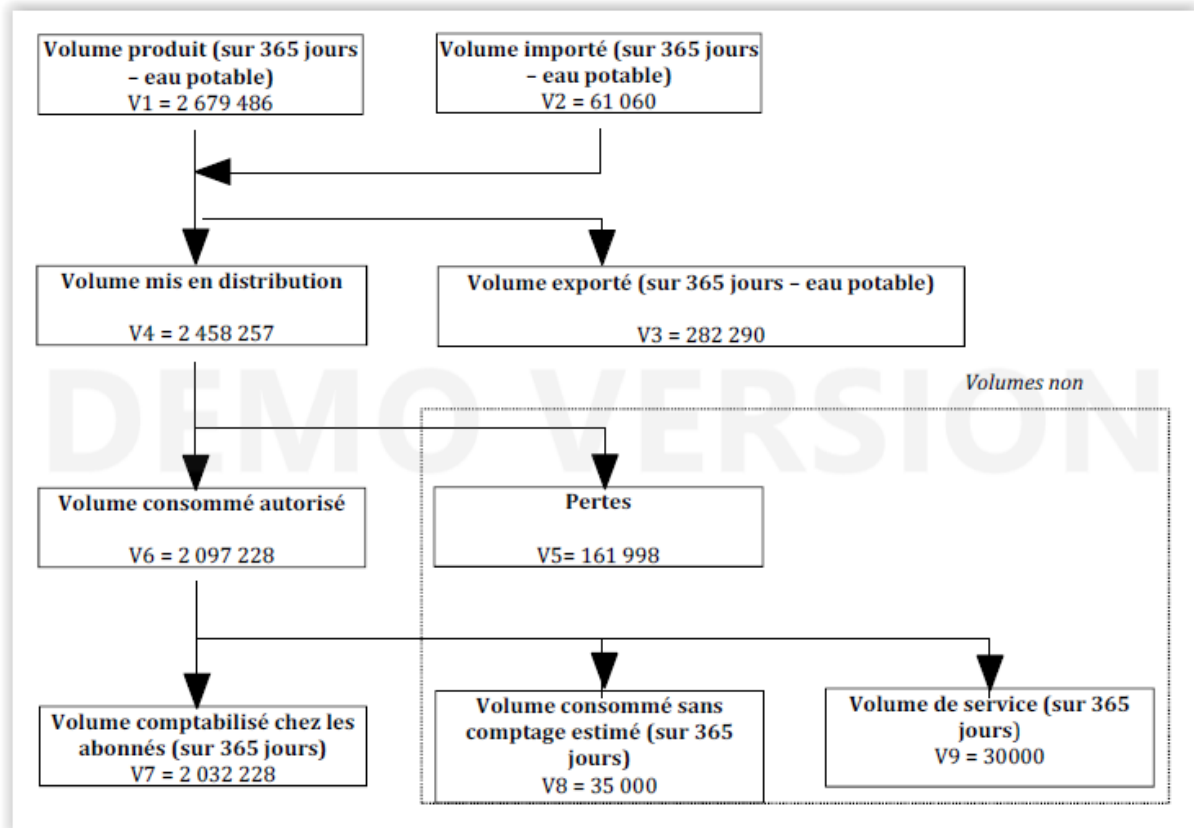 Volume produit (sur 365 jours
– eau potable)
V1 = 2 679 486
Volume importé (sur 365 jours
– eau potable)
V2 = 61 060
Volume mis en distribution
V4 = 2 458 257
Volume exporté (sur 365 jours – eau potable)
V3 = 282 290
DEMO VERSION
Volumes non
Volume consommé autorisé
V6 = 2 097 228
Pertes
V5= 161 998
Volume comptabilisé chez les
abonnés (sur 365 jours)
V7 = 2 032 228
Volume consommé sans
comptage estimé (sur 365
jours)
V8 = 35 000
Volume de service (sur 365
jours)
V9 = 30000